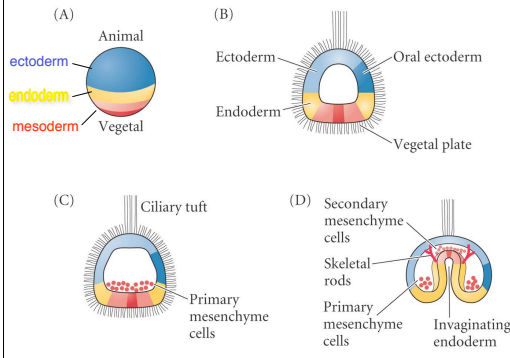 (A)
Animal
ectoderm
endoderm
mesoderm
Vegetal
(B)
Ectoderm
Oral ectoderm
Endoderm
Vegetal plate
(C)
Ciliary tuft
Primary
mesenchyme
cells
(D)
Secondary
mesenchyme
cells
Skeletal
rods
Primary
mesenchyme
cells
Invaginating
endoderm